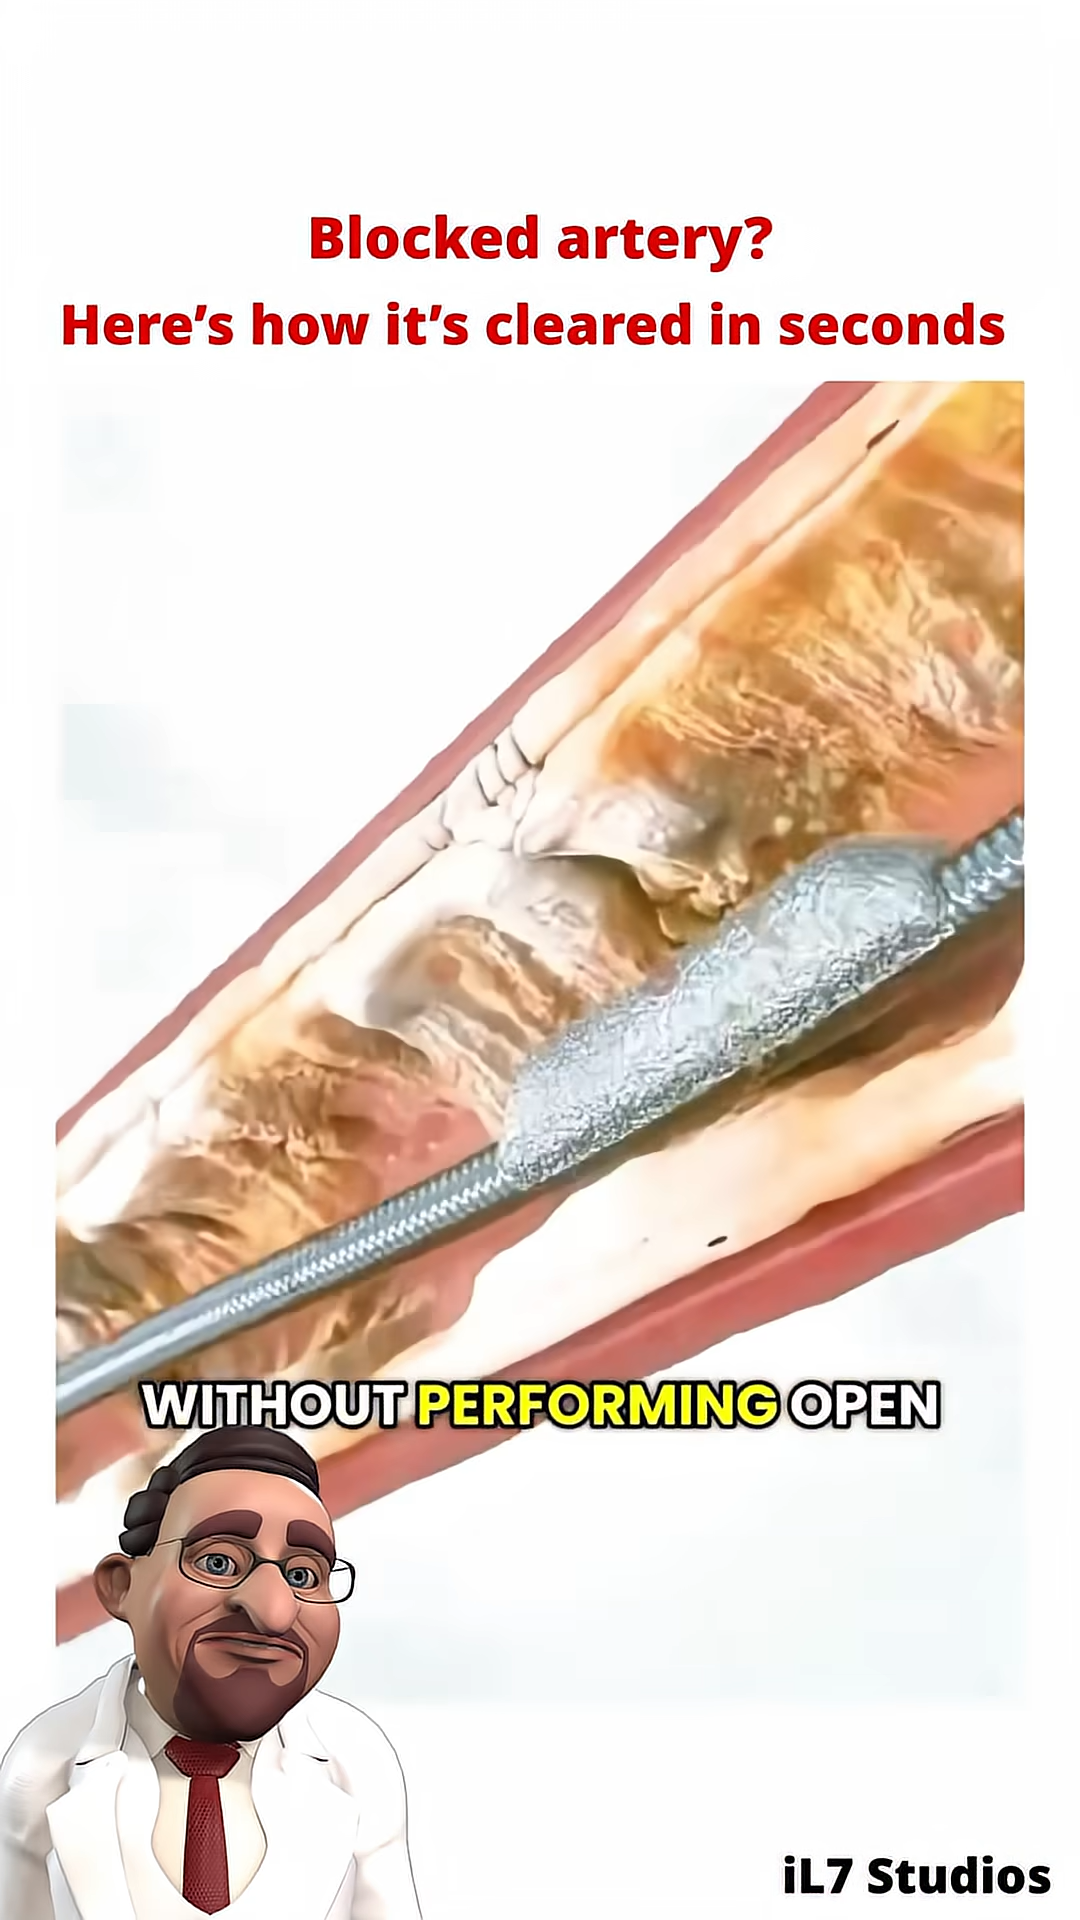 Blocked artery?
Here’s how it’s cleared in seconds
WITHOUT PERFORMING OPEN
iL7 Studios